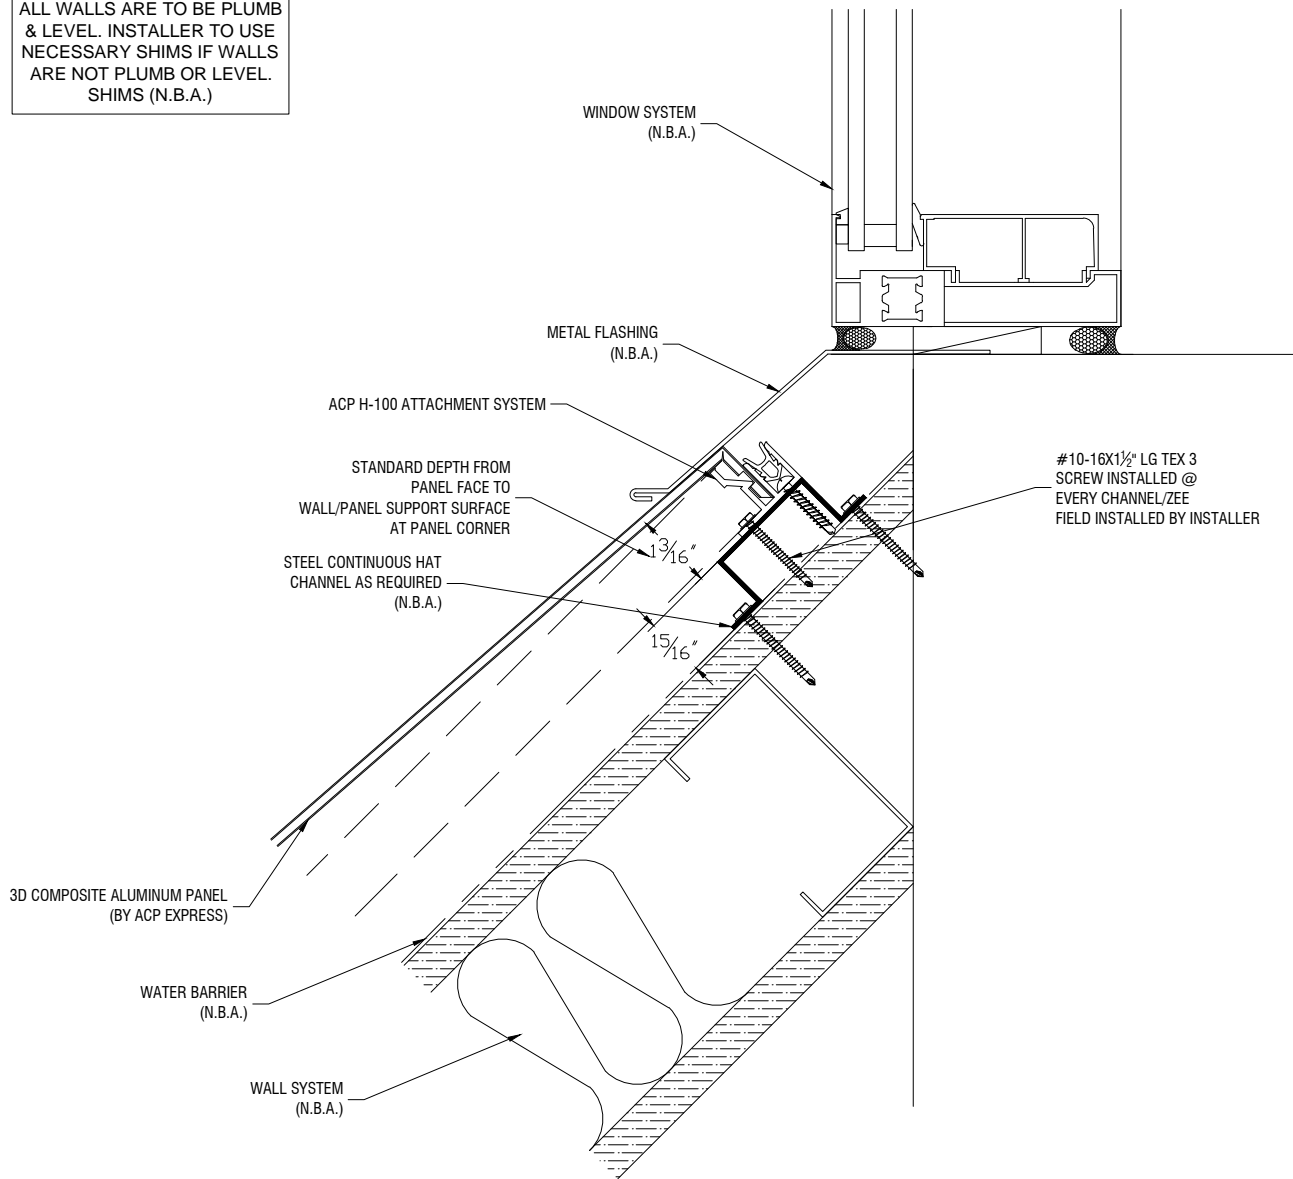 ALL WALLS ARE TO BE PLUMB
& LEVEL. INSTALLER TO USE
NECESSARY SHIMS IF WALLS
ARE NOT PLUMB OR LEVEL.
SHIMS (N.B.A.)
WINDOW SYSTEM
(N.B.A.)
METAL FLASHING
(N.B.A.)
ACP H-100 ATTACHMENT SYSTEM
STANDARD DEPTH FROM
PANEL FACE TO
WALL/PANEL SUPPORT SURFACE
AT PANEL CORNER
#10-16X1½" LG TEX 3
SCREW INSTALLED @
EVERY CHANNEL/ZEE
FIELD INSTALLED BY INSTALLER
1 3/16"
STEEL CONTINUOUS HAT
CHANNEL AS REQUIRED
(N.B.A.)
15/16"
3D COMPOSITE ALUMINUM PANEL
(BY ACP EXPRESS)
WATER BARRIER
(N.B.A.)
WALL SYSTEM
(N.B.A.)